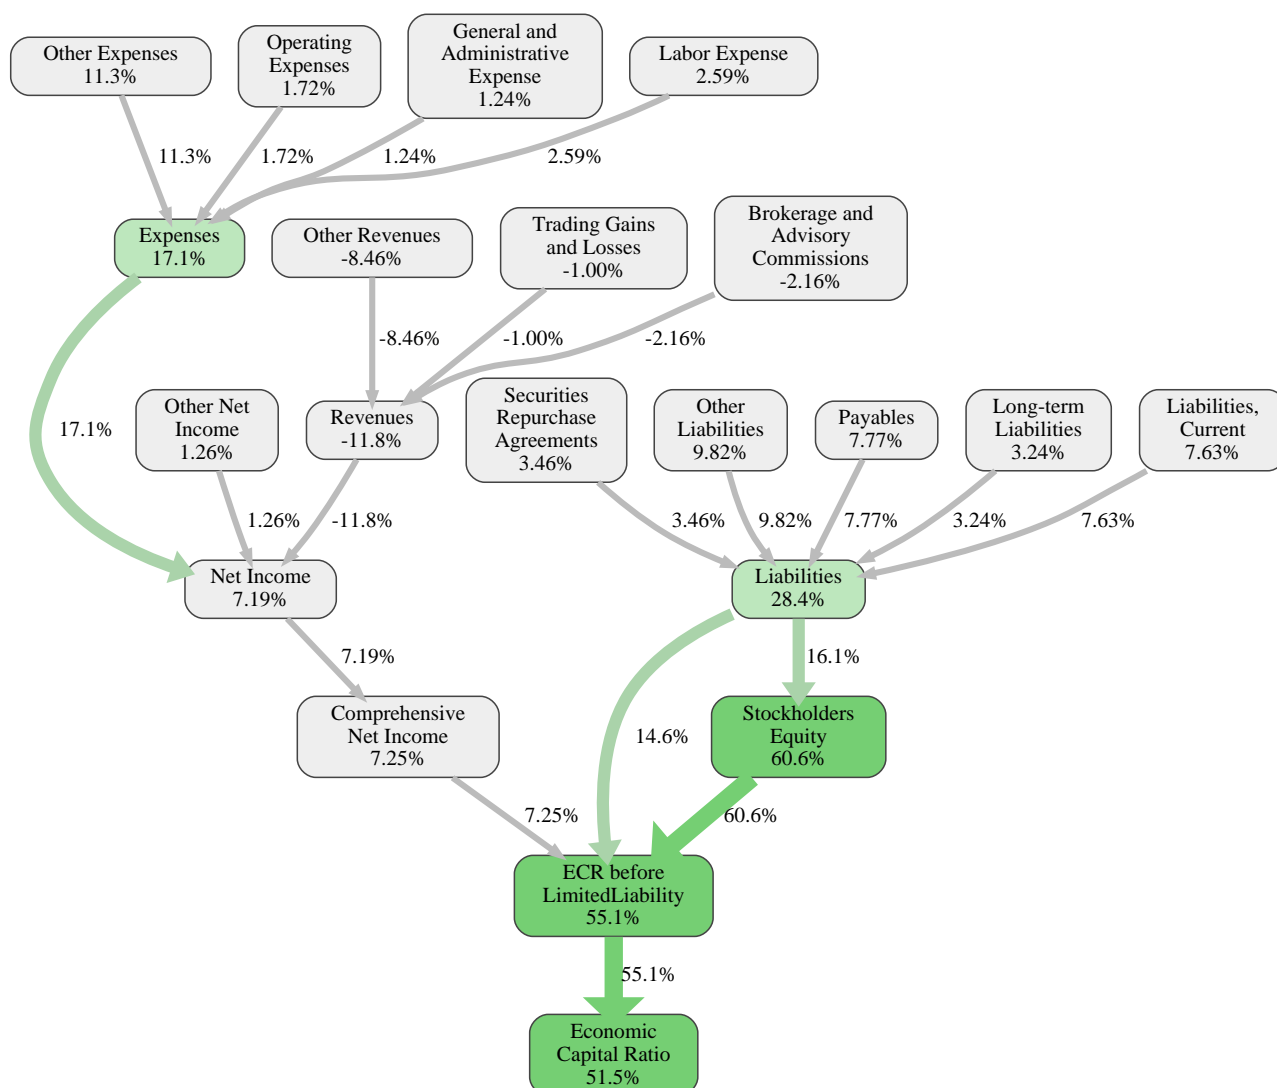 Other Expenses
11.3%
Operating
Expenses
1.72%
General and
Administrative
Expense
1.24%
Labor Expense
2.59%
11.3%
1.72%
1.24%
2.59%
Expenses
17.1%
Other Revenues
-8.46%
Trading Gains
and Losses
-1.00%
Brokerage and
Advisory
Commissions
-2.16%
-8.46%
-1.00%
-2.16%
17.1%
Other Net
Income
1.26%
Revenues
-11.8%
Securities
Repurchase
Agreements
3.46%
Other
Liabilities
9.82%
Payables
7.77%
Long-term
Liabilities
3.24%
Liabilities,
Current
7.63%
1.26%
-11.8%
3.46%
9.82%
7.77%
3.24%
7.63%
Net Income
7.19%
Liabilities
28.4%
7.19%
16.1%
Comprehensive
Net Income
7.25%
14.6%
Stockholders
Equity
60.6%
7.25%
60.6%
ECR before
LimitedLiability
55.1%
55.1%
Economic
Capital Ratio
51.5%